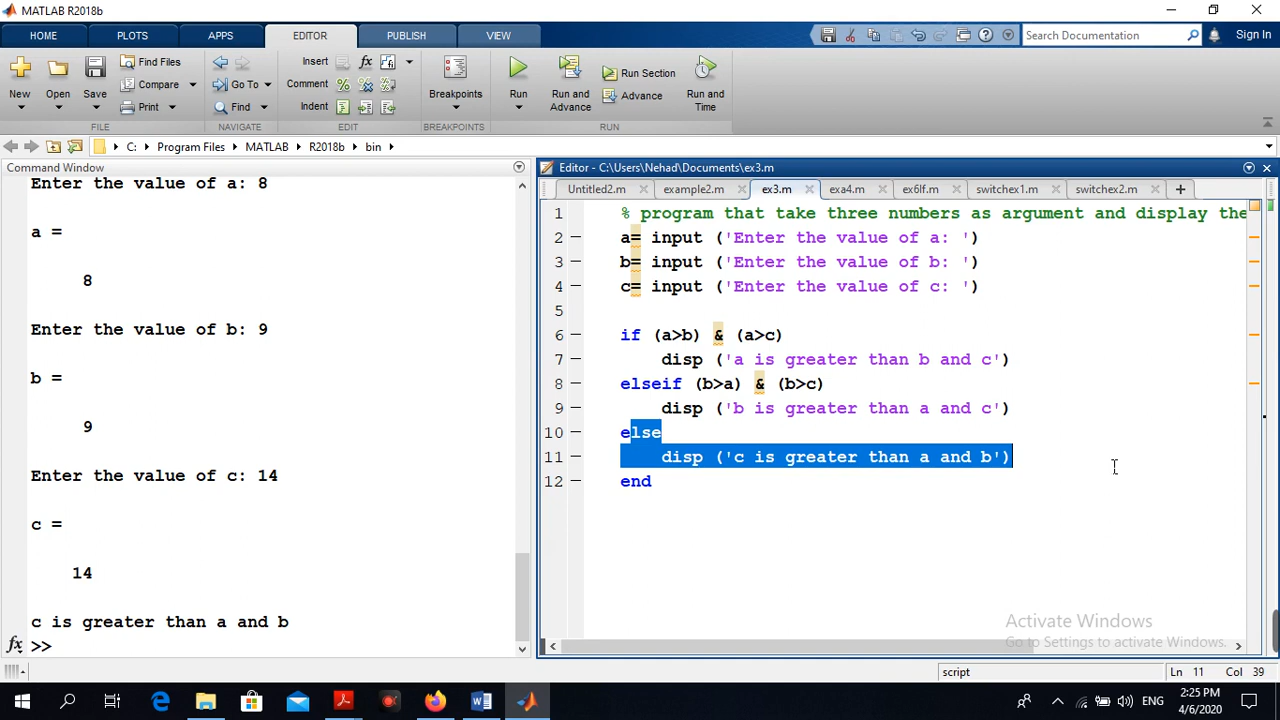 MATLAB R2018b
HOME PLOTS APPS EDITOR PUBLISH VIEW
Search Documentation
Sign In
New Open Save
Find Files
Compare
Print
FILE
Go To
Find
NAVIGATE
Insert
Comment
Indent
EDIT
Breakpoints
BREAKPOINTS
Run
Run and Advance
Run Section
Advance
Run and Time
RUN
C: Program Files MATLAB R2018b bin
Command Window
Enter the value of a: 8
a =
8
Enter the value of b: 9
b =
9
Enter the value of c: 14
c =
14
c is greater than a and b
fx >>
Editor - C:\Users\Nehad\Documents\ex3.m
Untitled2.m example2.m ex3.m exa4.m ex6lf.m switchex1.m switchex2.m
1 % program that take three numbers as argument and display the
2 a= input ('Enter the value of a: ')
3 b= input ('Enter the value of b: ')
4 c= input ('Enter the value of c: ')
5
6 if (a>b) & (a>c)
7 disp ('a is greater than b and c')
8 elseif (b>a) & (b>c)
9 disp ('b is greater than a and c')
10 else
11 disp ('c is greater than a and b')
12 end
Activate Windows
Go to Settings to activate Windows.
script
Ln 11 Col 39
ENG
2:25 PM
4/6/2020